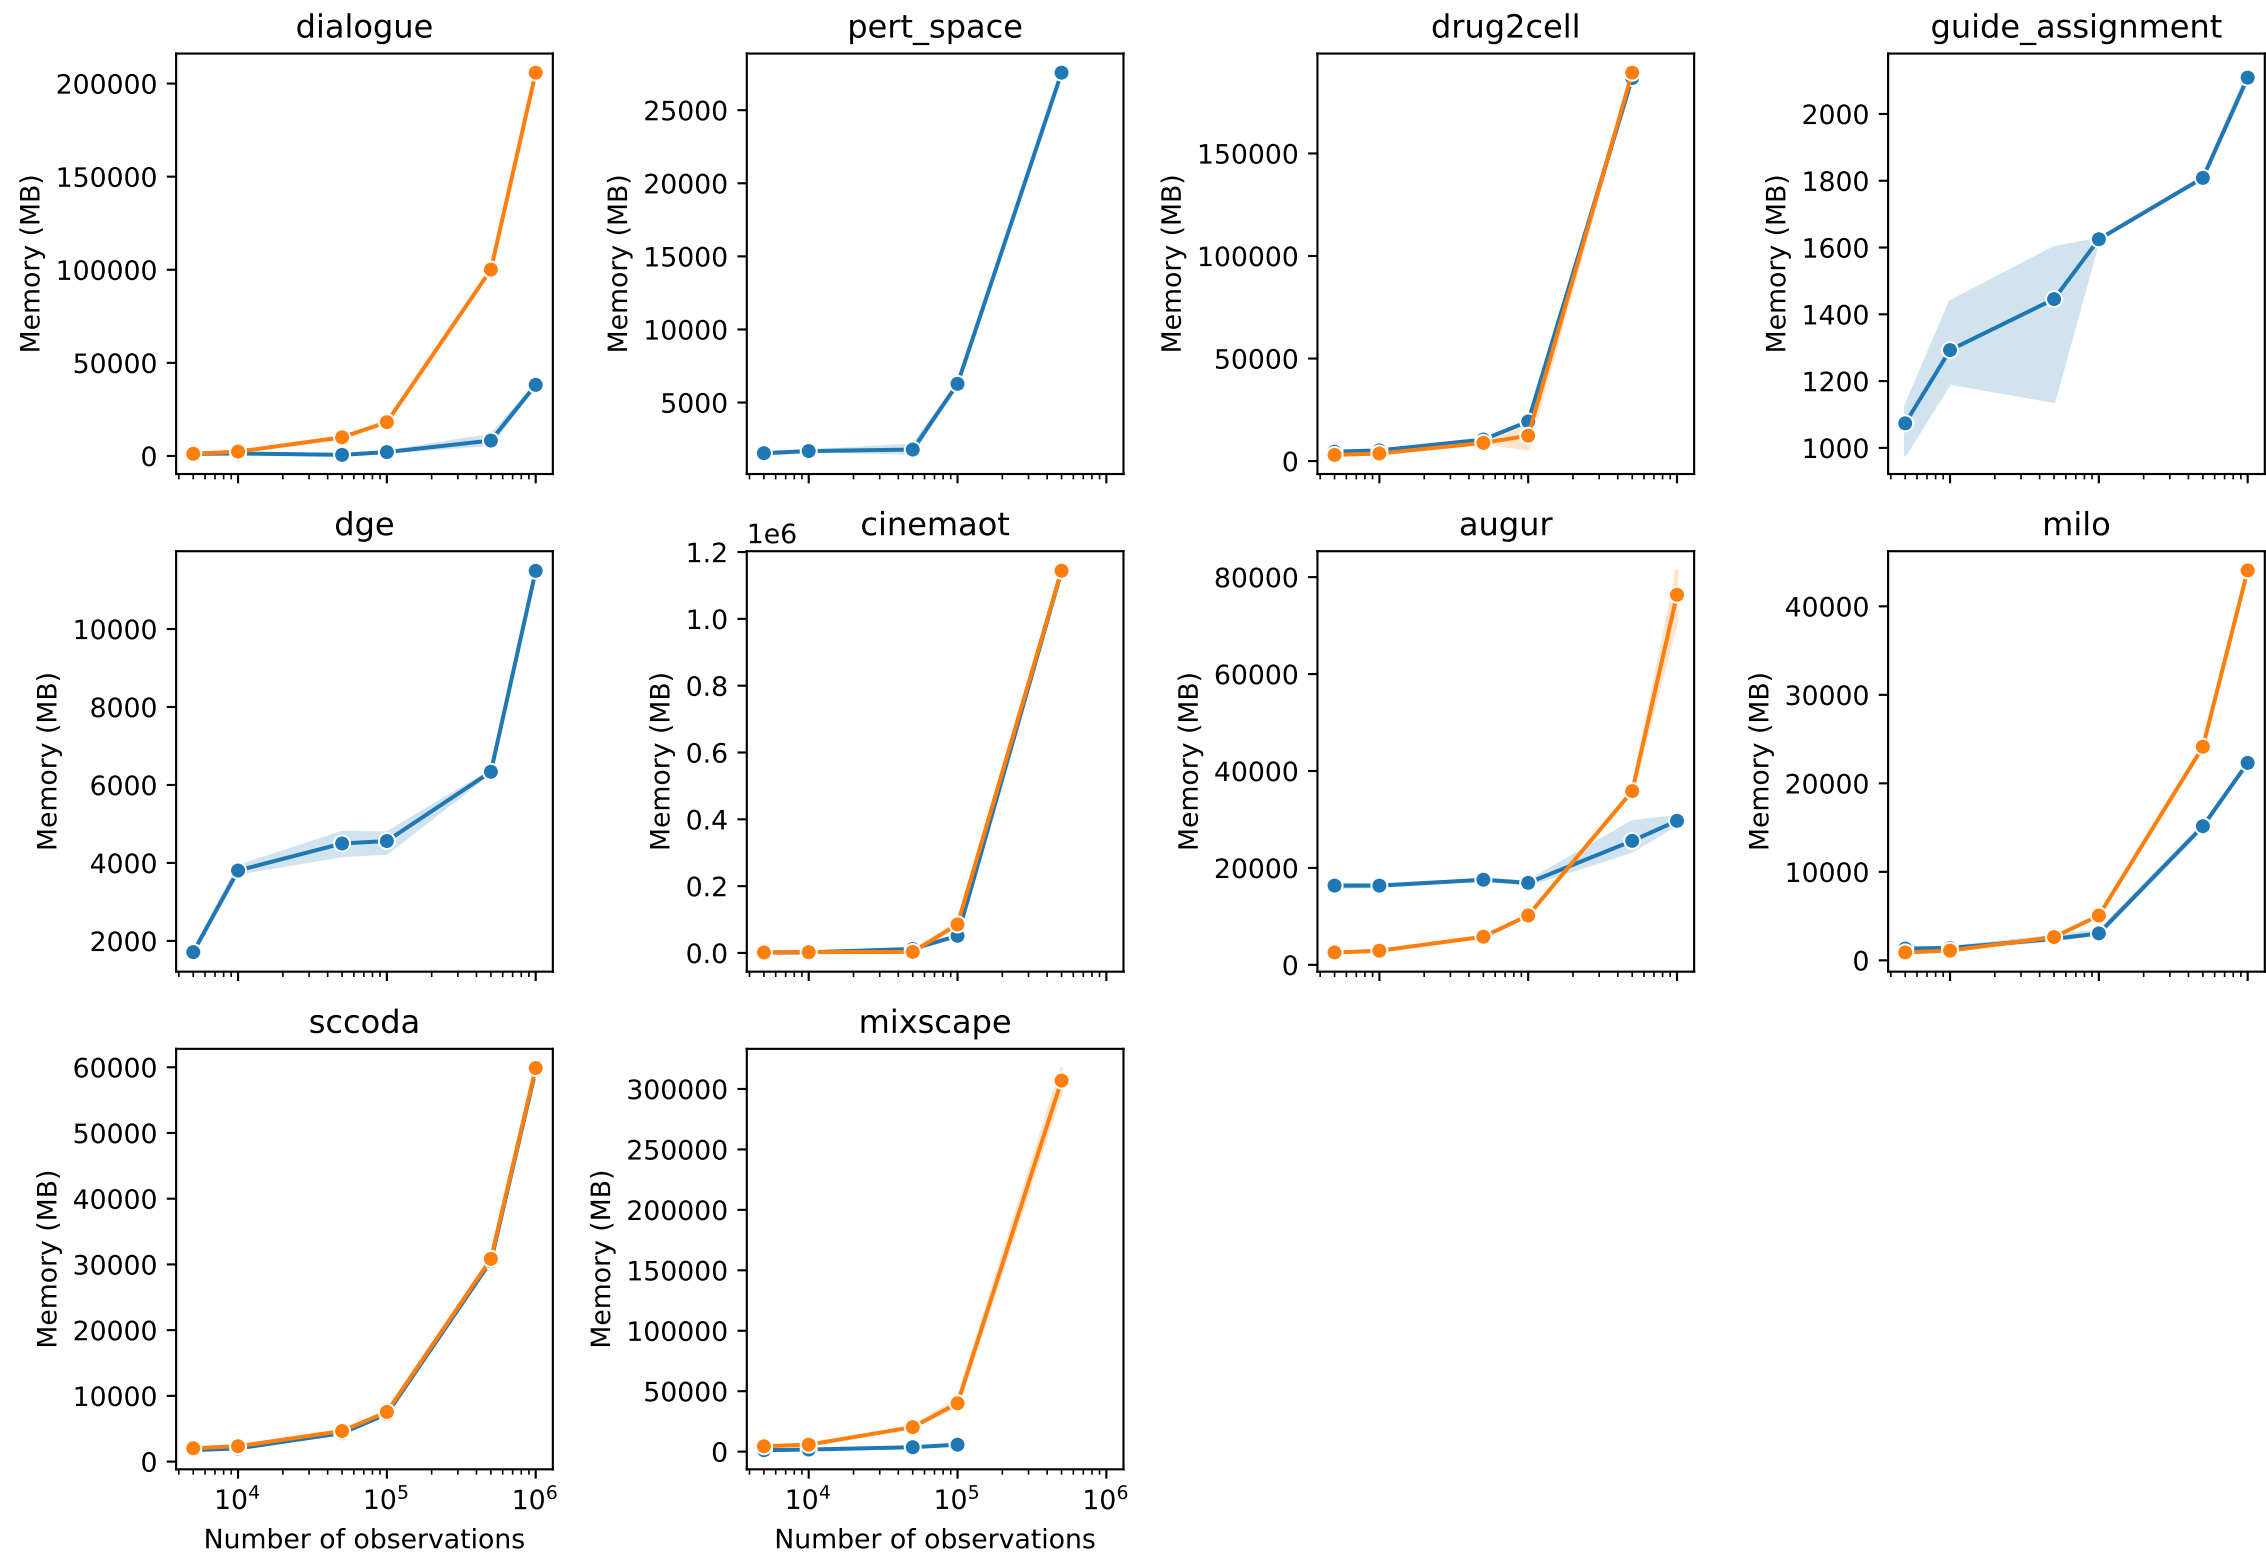 dialogue
200000
150000
100000
50000
0
Memory (MB)
pert_space
25000
20000
15000
10000
5000
Memory (MB)
drug2cell
150000
100000
50000
0
Memory (MB)
guide_assignment
2000
1800
1600
1400
1200
1000
Memory (MB)
dge
10000
8000
6000
4000
2000
Memory (MB)
cinemaot
1e6
1.2
1.0
0.8
0.6
0.4
0.2
0.0
Memory (MB)
augur
80000
60000
40000
20000
0
Memory (MB)
milo
40000
30000
20000
10000
0
Memory (MB)
sccoda
60000
50000
40000
30000
20000
10000
0
Memory (MB)
10⁴ 10⁵ 10⁶
Number of observations
mixscape
300000
250000
200000
150000
100000
50000
0
Memory (MB)
10⁴ 10⁵ 10⁶
Number of observations